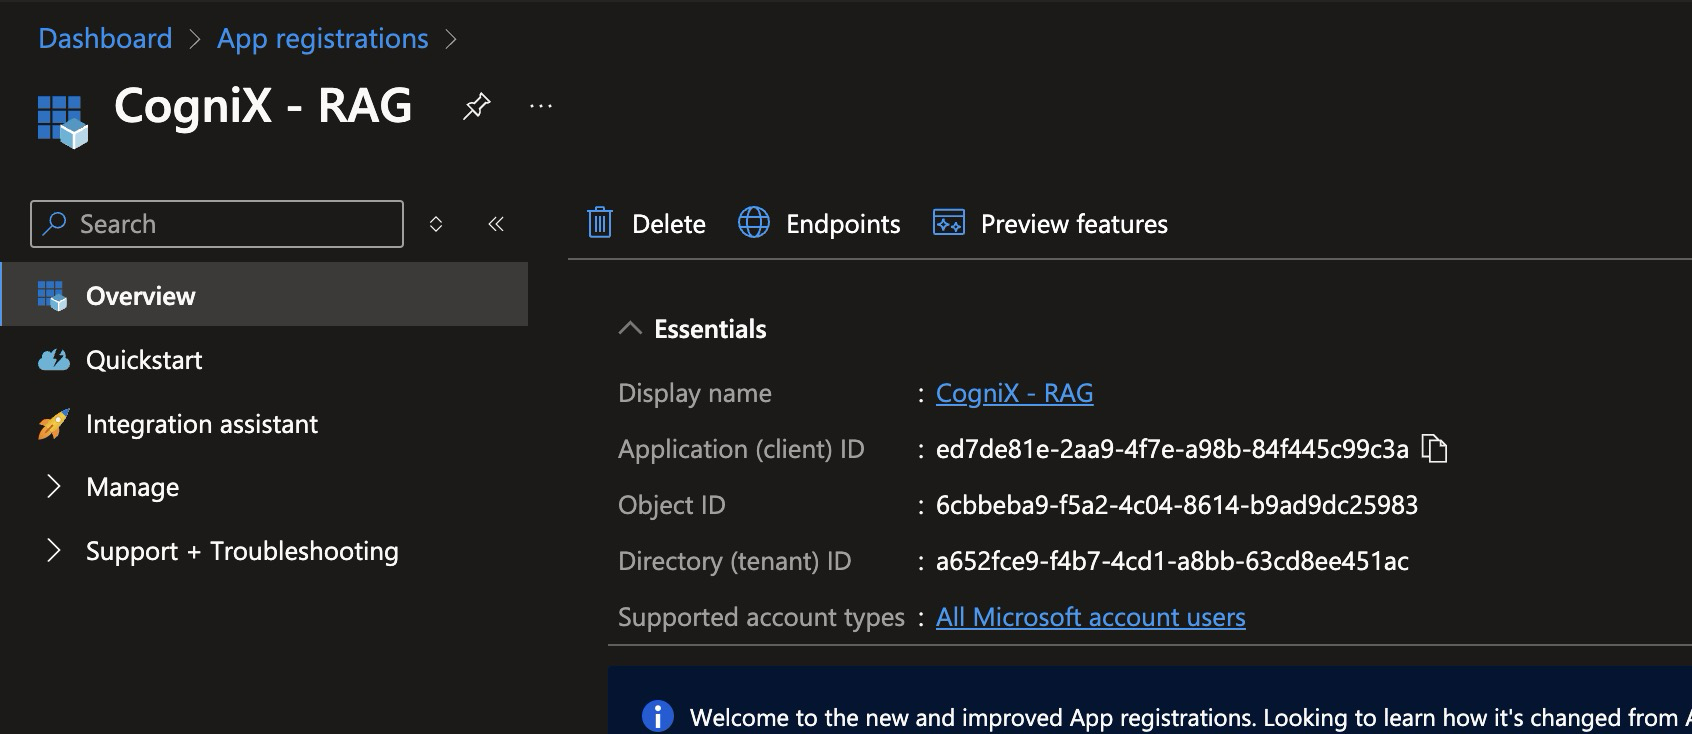 Dashboard > App registrations >
CogniX - RAG ...
Search
Delete Endpoints Preview features
Overview
Quickstart
Integration assistant
Manage
Support + Troubleshooting
Essentials
Display name : CogniX - RAG
Application (client) ID : ed7de81e-2aa9-4f7e-a98b-84f445c99c3a
Object ID : 6cbbeba9-f5a2-4c04-8614-b9ad9dc25983
Directory (tenant) ID : a652fce9-f4b7-4cd1-a8bb-63cd8ee451ac
Supported account types : All Microsoft account users
Welcome to the new and improved App registrations. Looking to learn how it's changed from